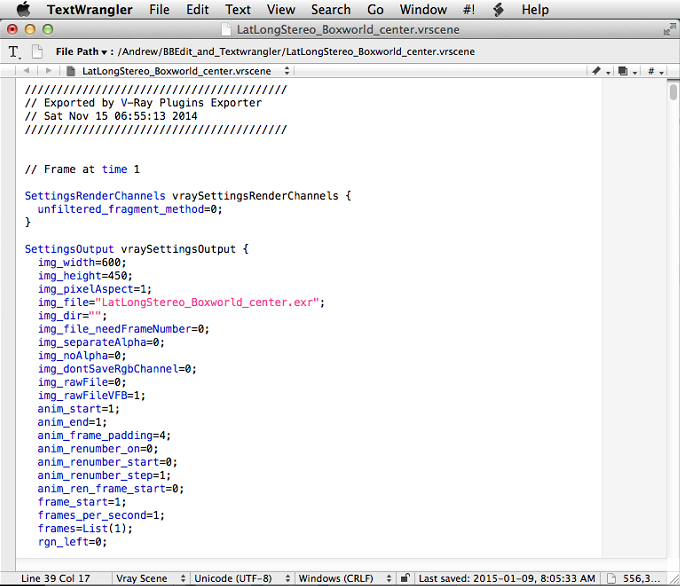 TextWrangler File Edit Text View Search Go Window #! Help
LatLongStereo_Boxworld_center.vrscene
T. File Path ▾ : /Andrew/BBEdit_and_Textwrangler/LatLongStereo_Boxworld_center.vrscene
LatLongStereo_Boxworld_center.vrscene #
/////////////////////////////////////////
// Exported by V-Ray Plugins Exporter
// Sat Nov 15 06:55:13 2014
/////////////////////////////////////////
// Frame at time 1
SettingsRenderChannels vraySettingsRenderChannels {
unfiltered_fragment_method=0;
}
SettingsOutput vraySettingsOutput {
img_width=600;
img_height=450;
img_pixelAspect=1;
img_file="LatLongStereo_Boxworld_center.exr";
img_dir="";
img_file_needFrameNumber=0;
img_separateAlpha=0;
img_noAlpha=0;
img_dontSaveRgbChannel=0;
img_rawFile=0;
img_rawFileVFB=1;
anim_start=1;
anim_end=1;
anim_frame_padding=4;
anim_renumber_on=0;
anim_renumber_start=0;
anim_renumber_step=1;
anim_ren_frame_start=0;
frame_start=1;
frames_per_second=1;
frames=List(1);
rgn_left=0;
Line 39 Col 17 Vray Scene Unicode (UTF-8) Windows (CRLF) Last saved: 2015-01-09, 8:05:33 AM 556,3...